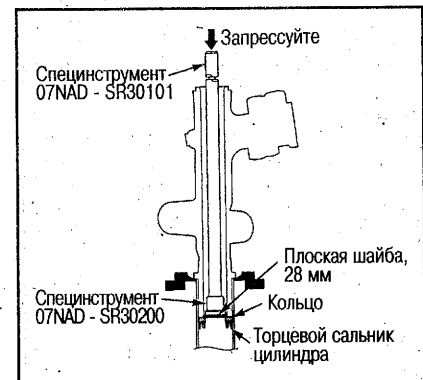 Запрессуйте
Специнструмент
07NAD - SR30101
Плоская шайба,
28 мм
Специнструмент
07NAD - SR30200
Кольцо
Торцевой сальник
цилиндра